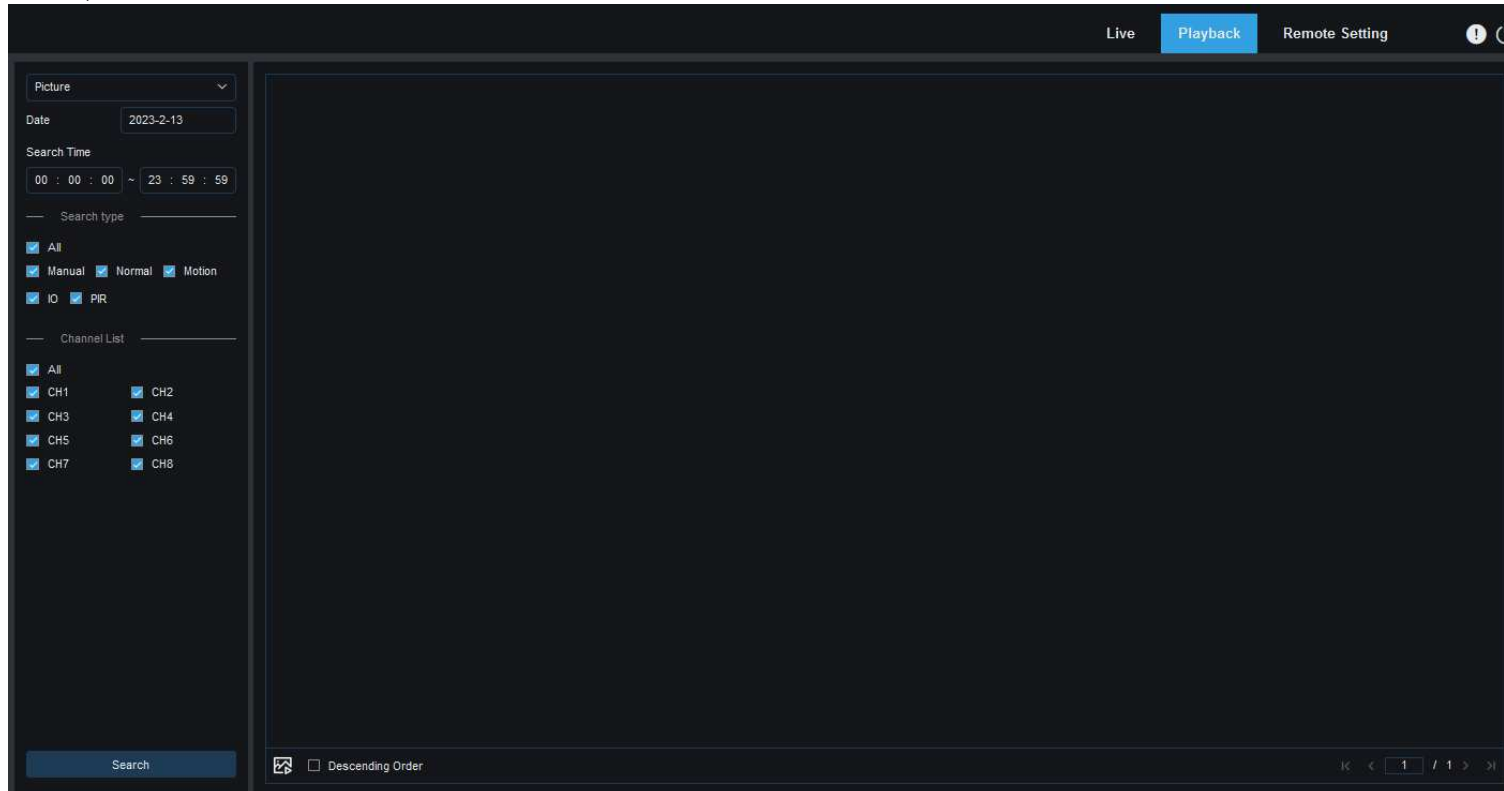 Live Playback Remote Setting
Picture
Date 2023-2-13
Search Time
00 : 00 : 00 ~ 23 : 59 : 59
Search type
All
Manual Normal Motion
IO PIR
Channel List
All
CH1 CH2
CH3 CH4
CH5 CH6
CH7 CH8
Search
Descending Order
1 / 1